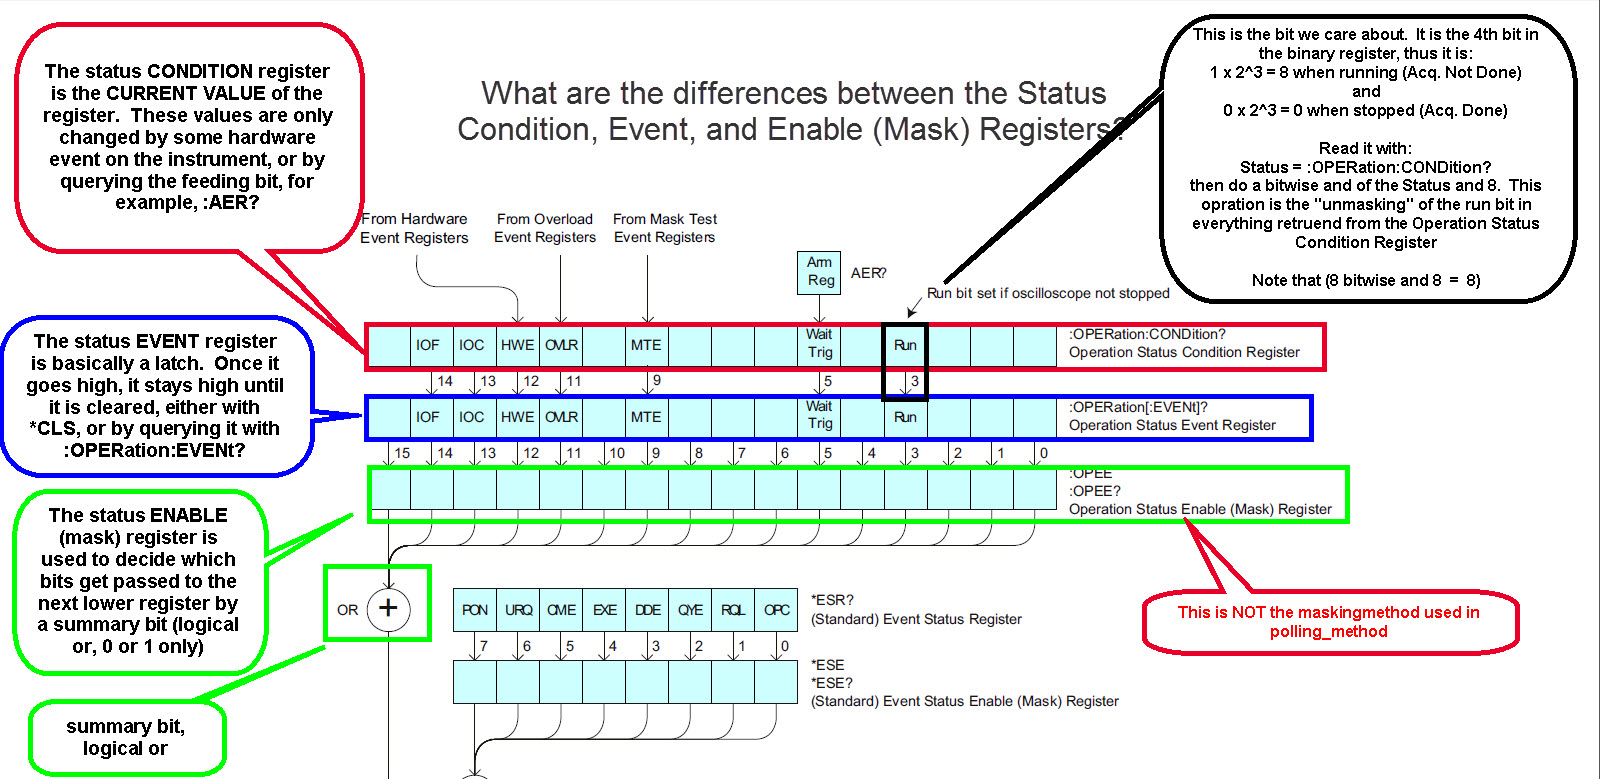 What are the differences between the Status
Condition, Event, and Enable (Mask) Registers?
The status CONDITION register
is the CURRENT VALUE of the
register. These values are only
changed by some hardware
event on the instrument, or by
querying the feeding bit, for
example, :AER?
This is the bit we care about. It is the 4th bit in
the binary register, thus it is:
1 x 2^3 = 8 when running (Acq. Not Done)
and
0 x 2^3 = 0 when stopped (Acq. Done)
Read it with:
Status = :OPERation:CONDition?
then do a bitwise and of the Status and 8. This
opration is the "unmasking" of the run bit in
everything retruend from the Operation Status
Condition Register
Note that (8 bitwise and 8 = 8)
From Hardware
Event Registers
From Overload
Event Registers
From Mask Test
Event Registers
Arm
Reg
AER?
Run bit set if oscilloscope not stopped
IOF IOC HWE OVLR MTE Wait Trig Run
:OPERation:CONDition?
Operation Status Condition Register
14 13 12 11 9 5 3
The status EVENT register
is basically a latch. Once it
goes high, it stays high until
it is cleared, either with
*CLS, or by querying it with
:OPERation:EVENt?
IOF IOC HWE OVLR MTE Wait Trig Run
:OPERation[:EVENt]?
Operation Status Event Register
15 14 13 12 11 10 9 8 7 6 5 4 3 2 1 0
:OPEE
:OPEE?
Operation Status Enable (Mask) Register
The status ENABLE
(mask) register is
used to decide which
bits get passed to the
next lower register by
a summary bit (logical
or, 0 or 1 only)
OR +
This is NOT the maskingmethod used in
polling_method
PON URQ CME EXE DDE QYE RQL OPC
*ESR?
(Standard) Event Status Register
7 6 5 4 3 2 1 0
*ESE
*ESE?
(Standard) Event Status Enable (Mask) Register
summary bit,
logical or